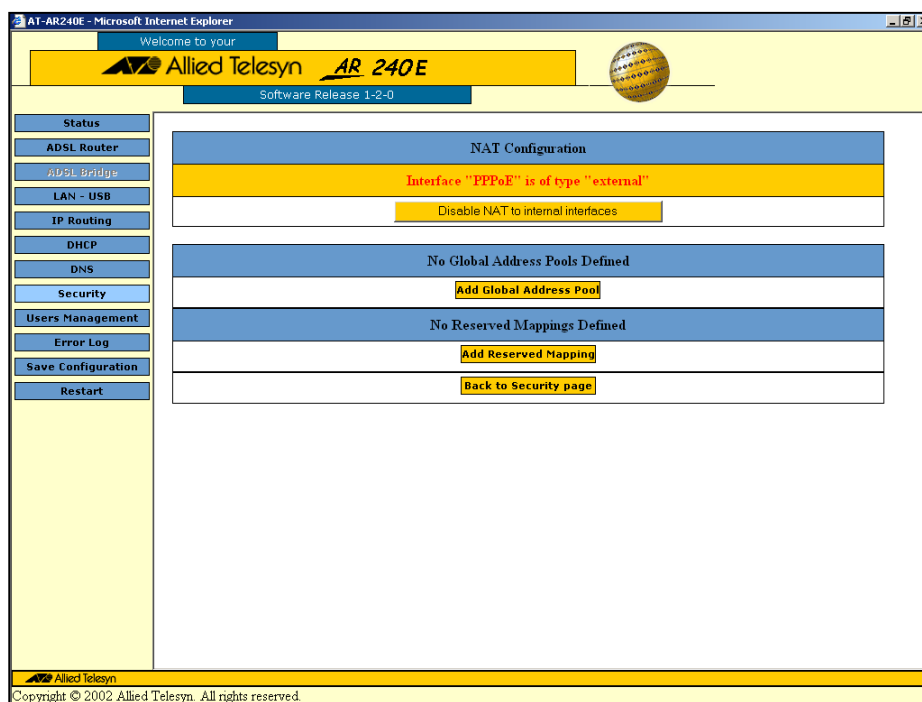 AT-AR240E - Microsoft Internet Explorer
Welcome to your
Allied Telesyn AR 240E
Software Release 1-2-0
Status
ADSL Router
ADSL Bridge
LAN - USB
IP Routing
DHCP
DNS
Security
Users Management
Error Log
Save Configuration
Restart
NAT Configuration
Interface "PPPoE" is of type "external"
Disable NAT to internal interfaces
No Global Address Pools Defined
Add Global Address Pool
No Reserved Mappings Defined
Add Reserved Mapping
Back to Security page
Allied Telesyn
Copyright © 2002 Allied Telesyn. All rights reserved.